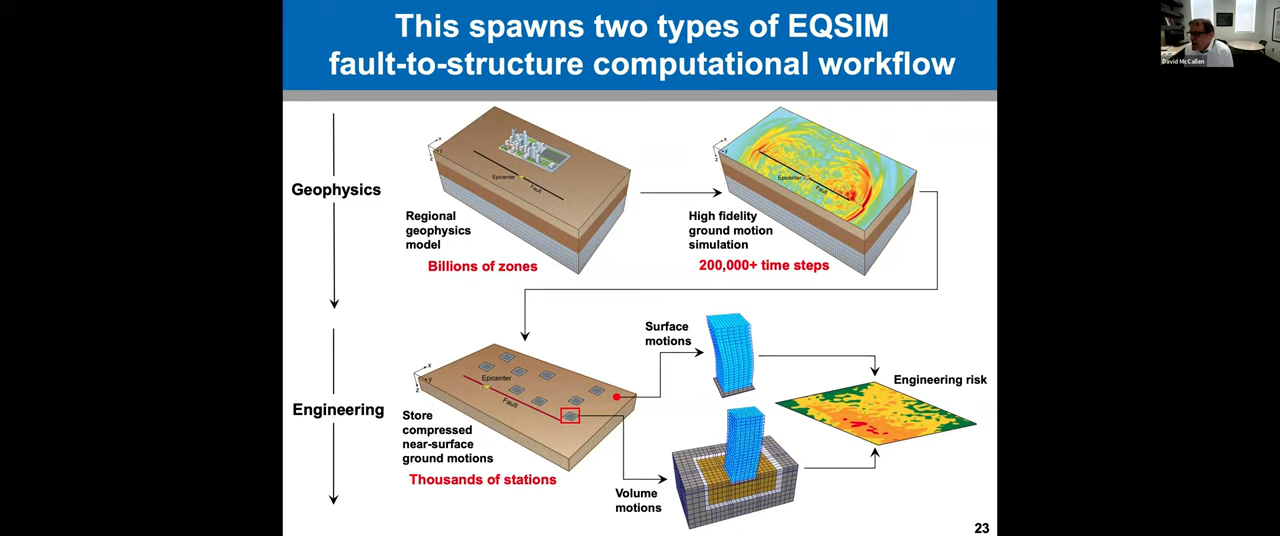 This spawns two types of EQSIM
fault-to-structure computational workflow
David McCallen
Geophysics
x
y
z
Epicenter
Fault
Regional
geophysics
model
Billions of zones
x
y
z
Epicenter
Fault
High fidelity
ground motion
simulation
200,000+ time steps
Engineering
x
y
z
Epicenter
Fault
Store
compressed
near-surface
ground motions
Thousands of stations
Surface
motions
Volume
motions
Engineering risk
23